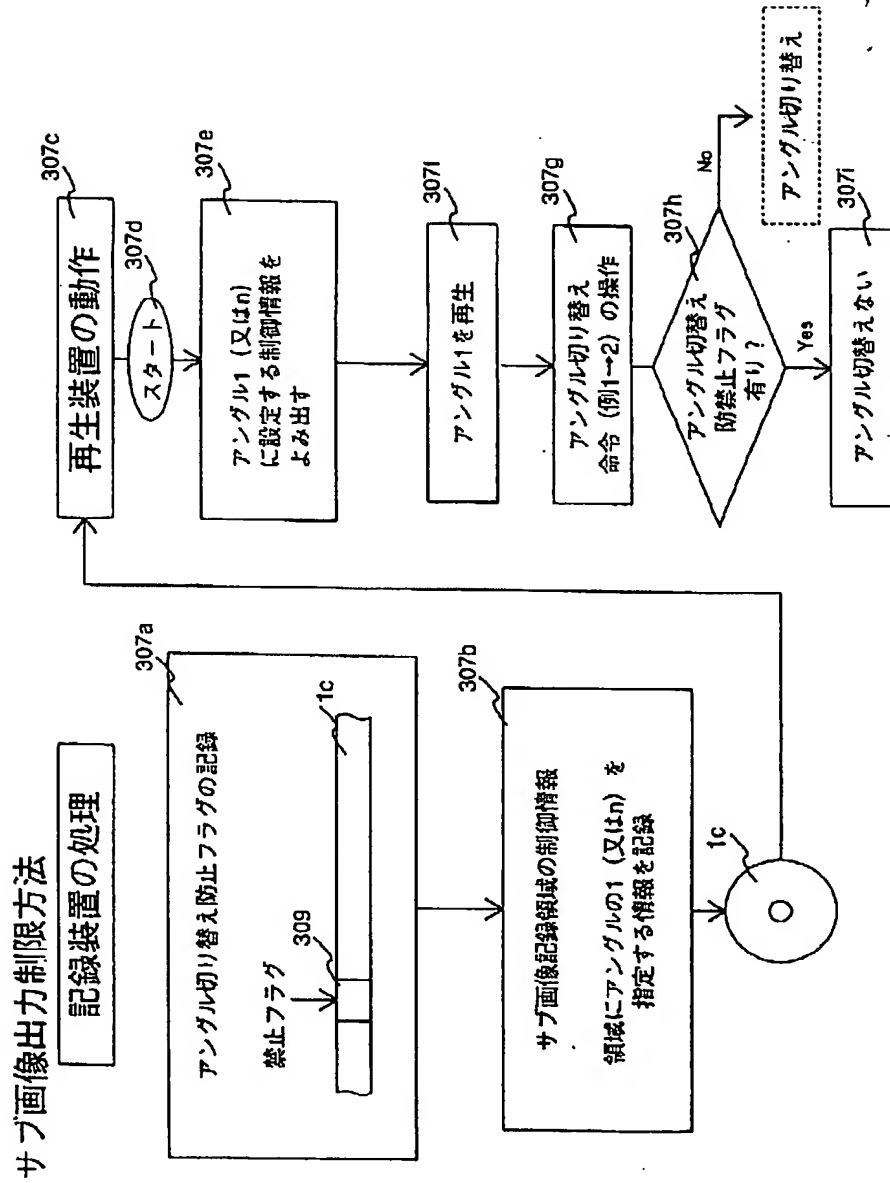 サブ画像出力制限方法
記録装置の処理
307a
アングル切り替え防止フラグの記録
禁止フラグ
309
1c
307b
サブ画像記録領域の制御情報
領域にアングルの1（又はn）を
指定する情報を記録
1c
307c
再生装置の動作
307d
スタート
307e
アングル1（又はn）
に設定する制御情報を
よみ出す
307f
アングル1を再生
307g
アングル切り替え
命令（例1→2）の操作
307h
アングル切替え
防禁止フラグ
有り？
No
アングル切り替え
Yes
307i
アングル切替えない